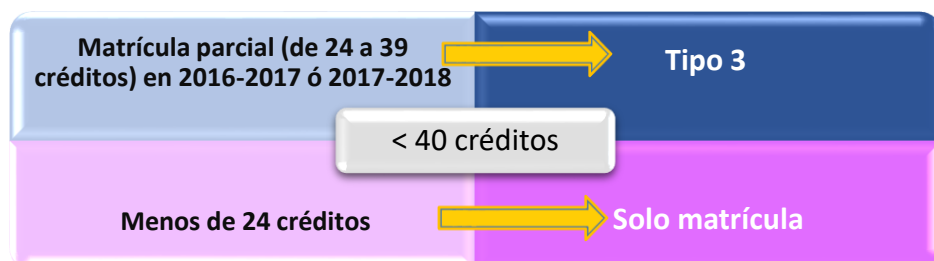 Matrícula parcial (de 24 a 39
créditos) en 2016-2017 ó 2017-2018
Tipo 3
< 40 créditos
Menos de 24 créditos
Solo matrícula